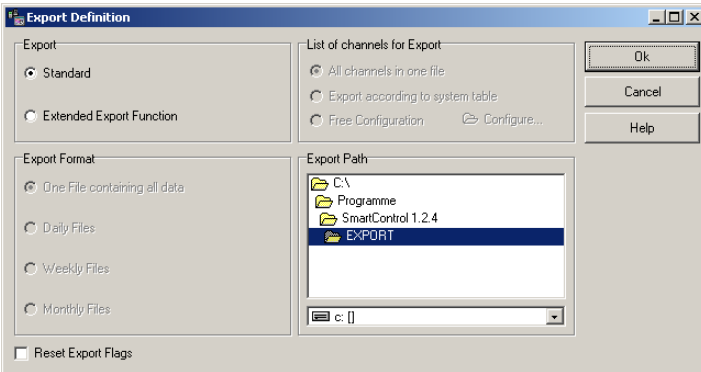 Export Definition
Export
Standard
Extended Export Function
List of channels for Export
All channels in one file
Export according to system table
Free Configuration
Configure...
Ok
Cancel
Help
Export Format
One File containing all data
Daily Files
Weekly Files
Monthly Files
Export Path
C:\
Programme
SmartControl 1.2.4
EXPORT
c: []
Reset Export Flags